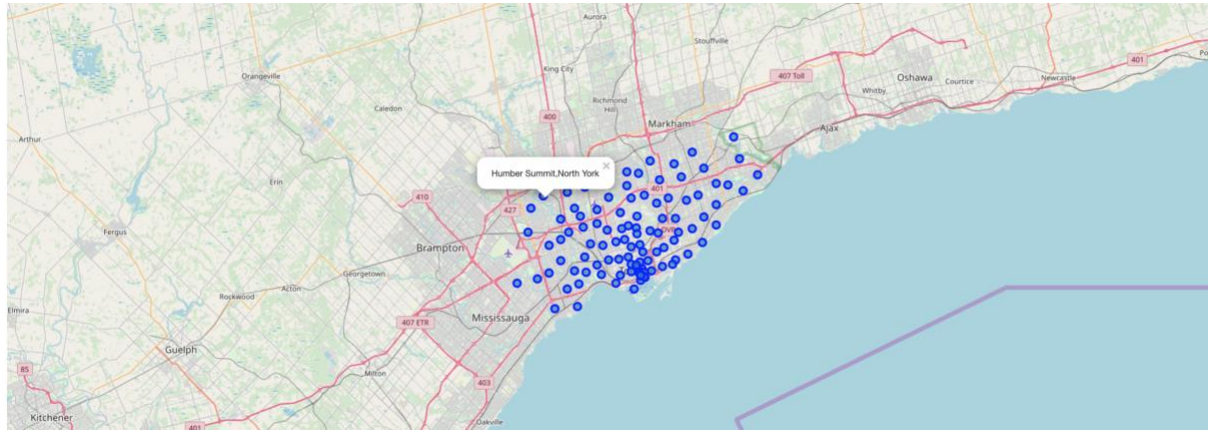 Aurora
Stouffville
401
Po
Orangeville
King City
407 Toll
Oshawa
Courtice
Newcastle
Whitby
Caledon
Richmond
Hill
400
Markham
Ajax
Arthur
Humber Summit,North York
×
Erin
410
401
427
Fergus
Brampton
DVP
Georgetown
Rockwood
Acton
Elmira
Mississauga
407 ETR
Guelph
85
Milton
403
Kitchener
401
Oakville